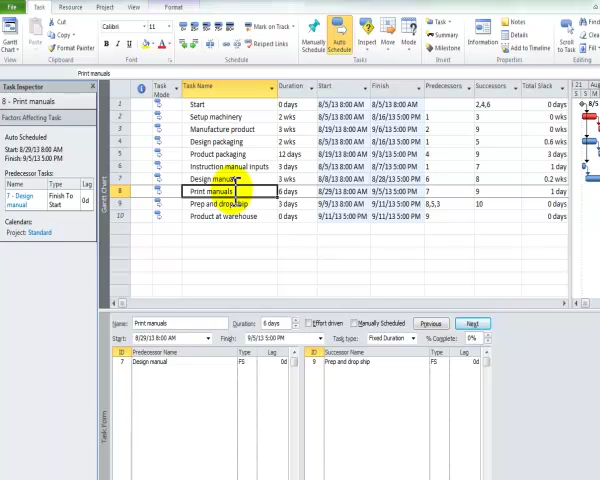 File Task Resource Project View Format
Gantt Chart
View
Paste
Cut
Copy
Format Painter
Clipboard
Calibri 11
B I U A
Font
Mark on Track
Respect Links
Schedule
Manually Schedule
Auto Schedule
Inspect
Move
Mode
Tasks
Task
Summary
Milestone
Insert
Information
Notes
Details
Add to Timeline
Properties
Scroll to Task
Find
Fill
Print manuals
Task Inspector x
8 - Print manuals
Factors Affecting Task:
Auto Scheduled
Start: 8/29/13 8:00 AM
Finish: 9/5/13 5:00 PM
Predecessor Tasks:
Name Type Lag
7 - Design manual Finish To Start 0d
Calendars:
Project: Standard
Gantt Chart
Task Mode Task Name Duration Start Finish Predecessors Successors Total Slack
21 Aug
S S M
1 Start 0 days 8/5/13 8:00 AM 8/5/13 8:00 AM 2,4,6 0 days
2 Setup machinery 2 wks 8/5/13 8:00 AM 8/16/13 5:00 PM 1 3 0 wks
3 Manufacture product 3 wks 8/19/13 8:00 AM 9/6/13 5:00 PM 2 9 0 wks
4 Design packaging 2 wks 8/5/13 8:00 AM 8/16/13 5:00 PM 1 5 0.6 wks
5 Product packaging 12 days 8/19/13 8:00 AM 9/3/13 5:00 PM 4 9 3 days
6 Instruction manual inputs 3 days 8/5/13 8:00 AM 8/7/13 5:00 PM 1 7 1 day
7 Design manual 3 wks 8/8/13 8:00 AM 8/28/13 5:00 PM 6 8 0.2 wks
8 Print manuals 6 days 8/29/13 8:00 AM 9/5/13 5:00 PM 7 9 1 day
9 Prep and drop ship 3 days 9/9/13 8:00 AM 9/11/13 5:00 PM 8,5,3 10 0 days
10 Product at warehouse 0 days 9/11/13 5:00 PM 9/11/13 5:00 PM 9 0 days
8/5
Task Form
Name: Print manuals Duration: 6 days Effort driven Manually Scheduled Previous Next
Start: 8/29/13 8:00 AM Finish: 9/5/13 5:00 PM Task type: Fixed Duration % Complete: 0%
ID Predecessor Name Type Lag
7 Design manual FS 0d
ID Successor Name Type Lag
9 Prep and drop ship FS 0d